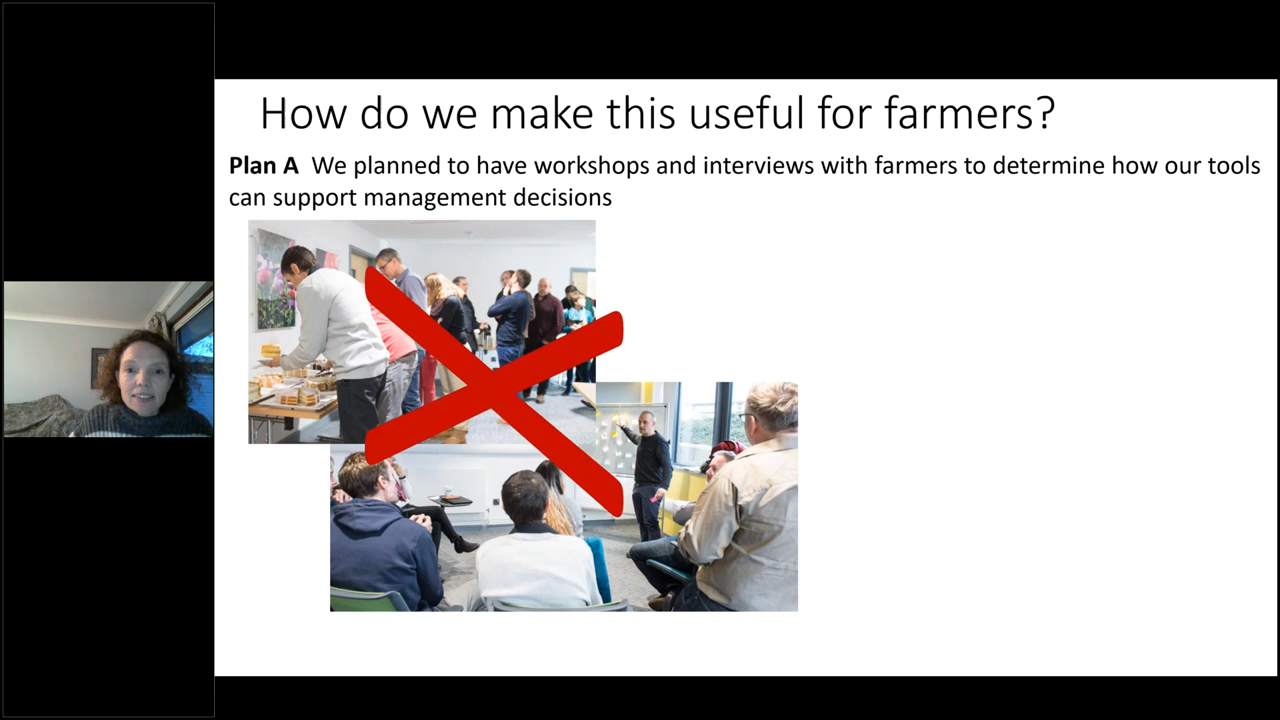 How do we make this useful for farmers?
Plan A We planned to have workshops and interviews with farmers to determine how our tools
can support management decisions